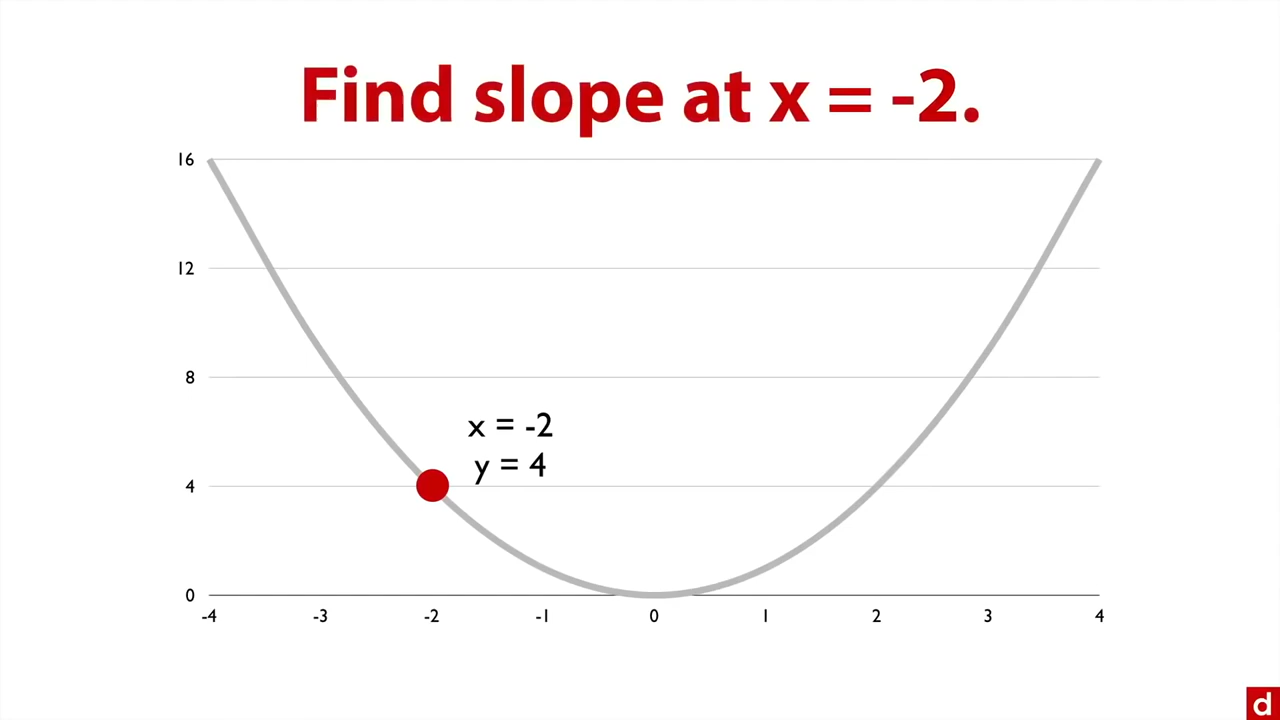 Find slope at x = -2.
16
12
8
x = -2
y = 4
4
0
-4 -3 -2 -1 0 1 2 3 4
d